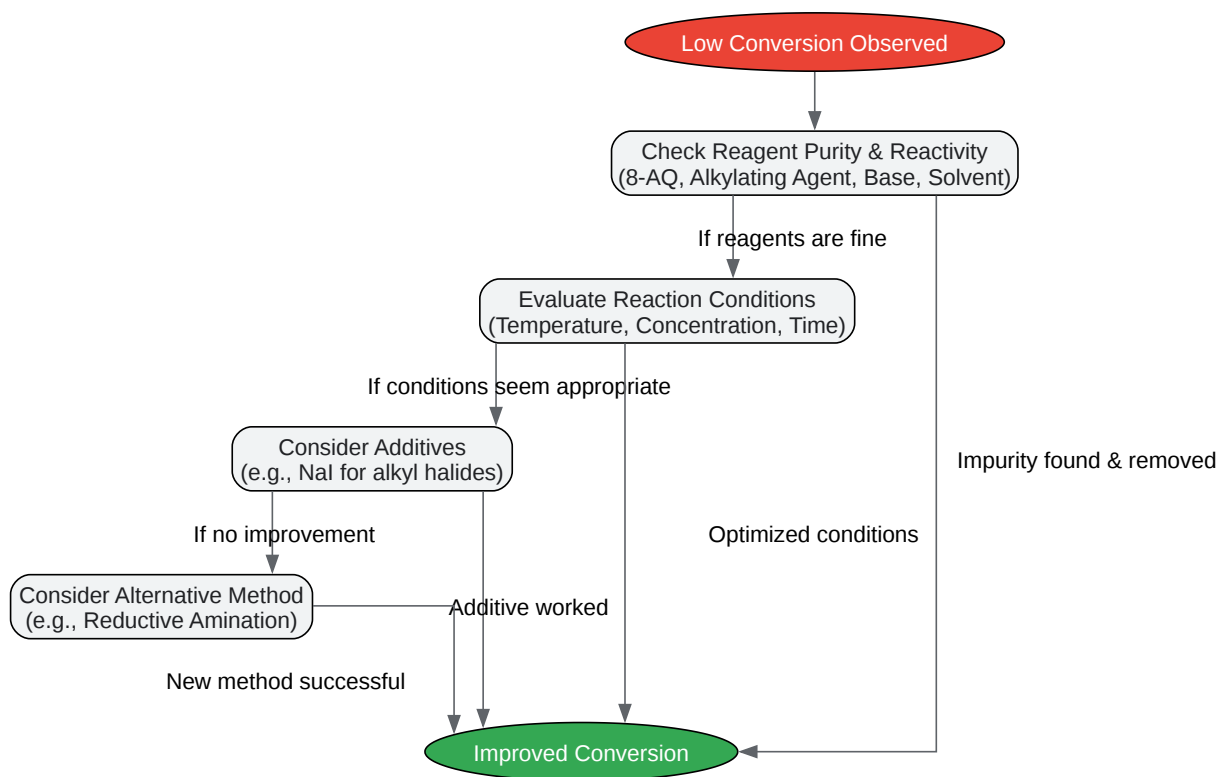 Low Conversion Observed
Check Reagent Purity & Reactivity
(8-AQ, Alkylating Agent, Base, Solvent)
If reagents are fine
Evaluate Reaction Conditions
(Temperature, Concentration, Time)
If conditions seem appropriate
Consider Additives
(e.g., NaI for alkyl halides)
Impurity found & removed
If no improvement
Optimized conditions
Consider Alternative Method
(e.g., Reductive Amination)
Additive worked
New method successful
Improved Conversion